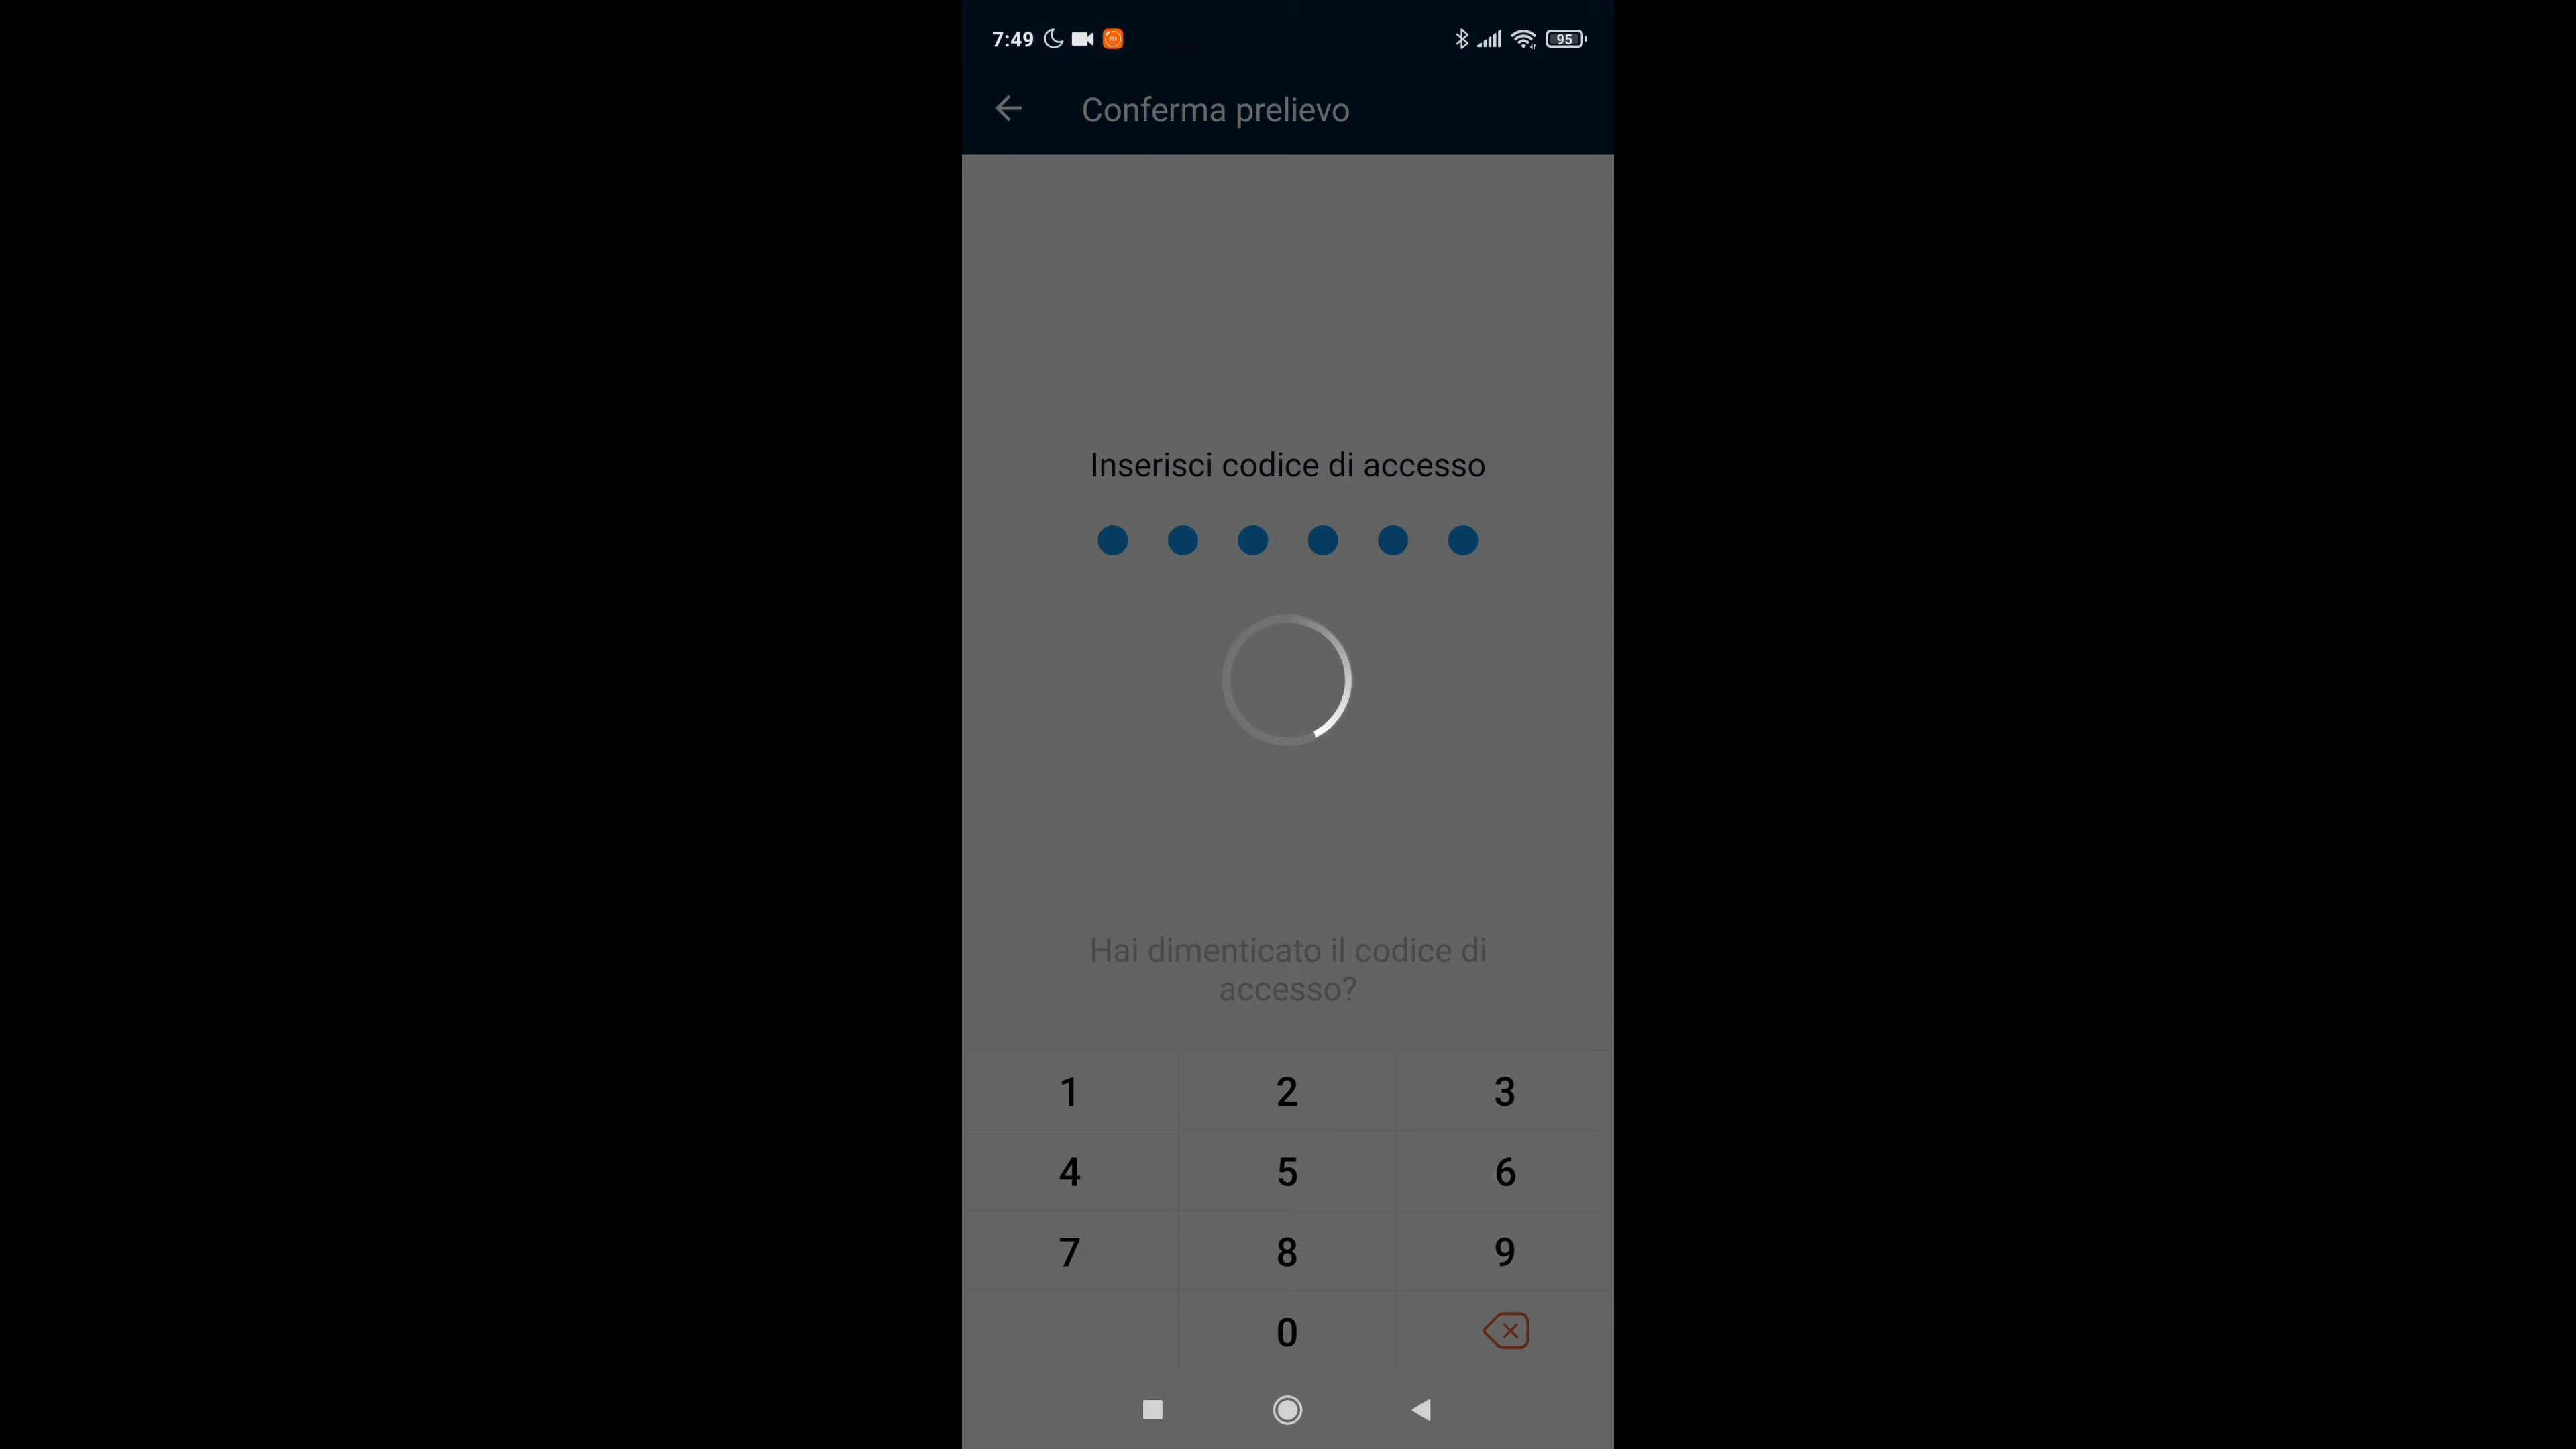 7:49 95
Conferma prelievo
Inserisci codice di accesso
Hai dimenticato il codice di
accesso?
1 2 3
4 5 6
7 8 9
0